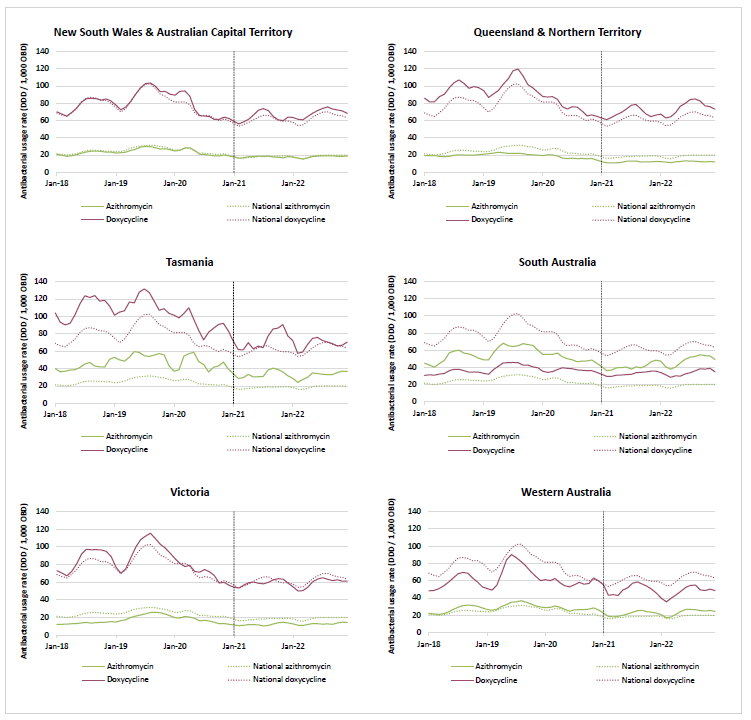 New South Wales & Australian Capital Territory
Antibacterial usage rate (DDD / 1,000 OBD)
140
120
100
80
60
40
20
0
Jan-18
Jan-19
Jan-20
Jan-21
Jan-22
Azithromycin
National azithromycin
Doxycycline
National doxycycline
Queensland & Northern Territory
Antibacterial usage rate (DDD / 1,000 OBD)
140
120
100
80
60
40
20
0
Jan-18
Jan-19
Jan-20
Jan-21
Jan-22
Azithromycin
National azithromycin
Doxycycline
National doxycycline
Tasmania
Antibacterial usage rate (DDD / 1,000 OBD)
140
120
100
80
60
40
20
0
Jan-18
Jan-19
Jan-20
Jan-21
Jan-22
Azithromycin
National azithromycin
Doxycycline
National doxycycline
South Australia
Antibacterial usage rate (DDD / 1,000 OBD)
140
120
100
80
60
40
20
0
Jan-18
Jan-19
Jan-20
Jan-21
Jan-22
Azithromycin
National azithromycin
Doxycycline
National doxycycline
Victoria
Antibacterial usage rate (DDD / 1,000 OBD)
140
120
100
80
60
40
20
0
Jan-18
Jan-19
Jan-20
Jan-21
Jan-22
Azithromycin
National azithromycin
Doxycycline
National doxycycline
Western Australia
Antibacterial usage rate (DDD / 1,000 OBD)
140
120
100
80
60
40
20
0
Jan-18
Jan-19
Jan-20
Jan-21
Jan-22
Azithromycin
National azithromycin
Doxycycline
National doxycycline